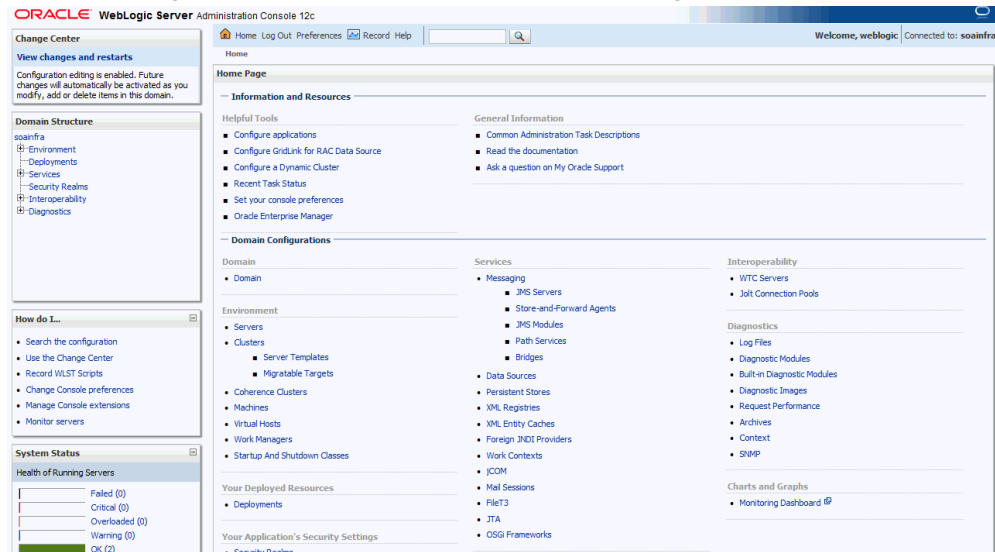 ORACLE WebLogic Server Administration Console 12c
Change Center
View changes and restarts
Configuration editing is enabled. Future
changes will automatically be activated as you
modify, add or delete items in this domain.
Domain Structure
soainfra
Environment
Deployments
Services
Security Realms
Interoperability
Diagnostics
How do I...
Search the configuration
Use the Change Center
Record WLST Scripts
Change Console preferences
Manage Console extensions
Monitor servers
System Status
Health of Running Servers
Failed (0)
Critical (0)
Overloaded (0)
Warning (0)
OK (2)
Home Log Out Preferences Record Help
Welcome, weblogic Connected to: soainfra
Home
Home Page
Information and Resources
Helpful Tools
Configure applications
Configure GridLink for RAC Data Source
Configure a Dynamic Cluster
Recent Task Status
Set your console preferences
Oracle Enterprise Manager
General Information
Common Administration Task Descriptions
Read the documentation
Ask a question on My Oracle Support
Domain Configurations
Domain
Domain
Environment
Servers
Clusters
Server Templates
Migratable Targets
Coherence Clusters
Machines
Virtual Hosts
Work Managers
Startup And Shutdown Classes
Your Deployed Resources
Deployments
Your Application's Security Settings
Security Realms
Services
Messaging
JMS Servers
Store-and-Forward Agents
JMS Modules
Path Services
Bridges
Data Sources
Persistent Stores
XML Registries
XML Entity Caches
Foreign JNDI Providers
Work Contexts
jCOM
Mail Sessions
FileT3
JTA
OSGi Frameworks
Interoperability
WTC Servers
Jolt Connection Pools
Diagnostics
Log Files
Diagnostic Modules
Built-in Diagnostic Modules
Diagnostic Images
Request Performance
Archives
Context
SNMP
Charts and Graphs
Monitoring Dashboard